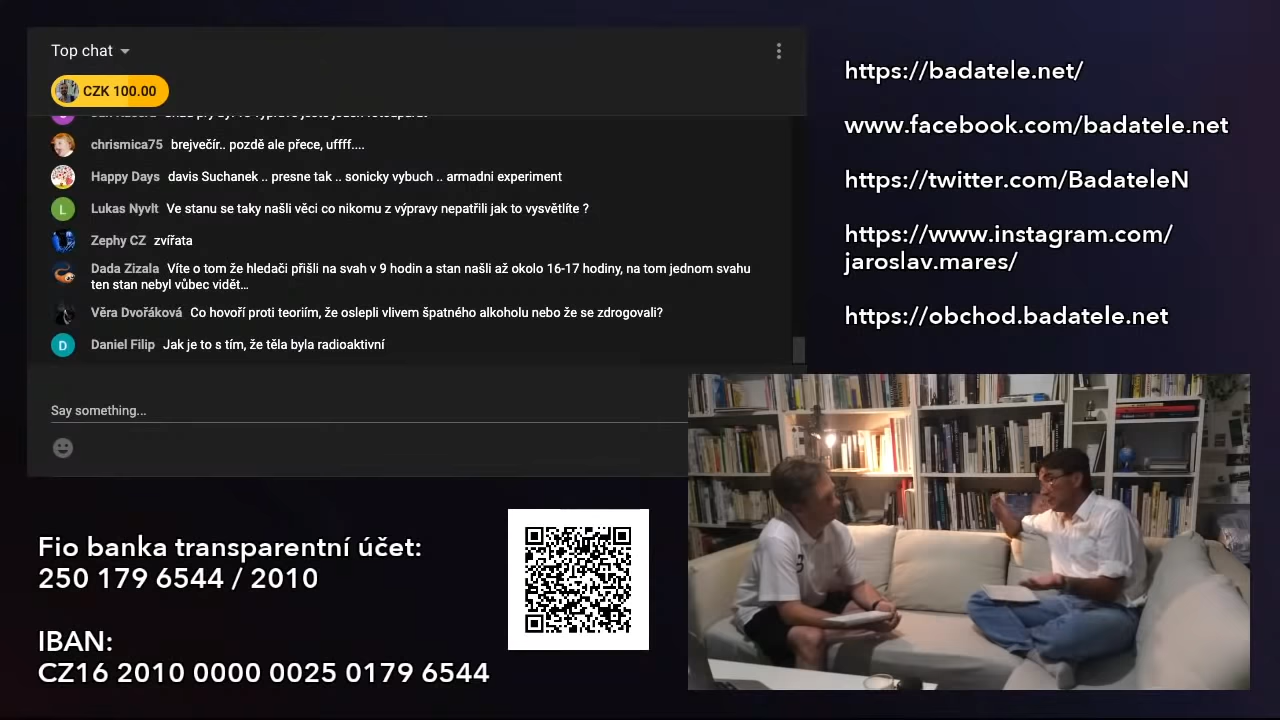 Top chat
CZK 100.00
chrismica75 brejvečír.. pozdě ale přece, uffff....
Happy Days davis Suchanek .. presne tak .. sonicky vybuch .. armadni experiment
Lukas Nyvlt Ve stanu se taky našli věci co nikomu z výpravy nepatřili jak to vysvětlíte ?
Zephy CZ zvířata
Dada Zizala Víte o tom že hledači přišli na svah v 9 hodin a stan našli až okolo 16-17 hodiny, na tom jednom svahu
ten stan nebyl vůbec vidět...
Věra Dvořáková Co hovoří proti teoriím, že oslepli vlivem špatného alkoholu nebo že se zdrogovali?
L
D
Daniel Filip Jak je to s tím, že těla byla radioaktivní
Say something...
https://badatele.net/
www.facebook.com/badatele.net
https://twitter.com/BadateleN
https://www.instagram.com/
jaroslav.mares/
https://obchod.badatele.net
Fio banka transparentní účet:
250 179 6544 / 2010
IBAN:
CZ16 2010 0000 0025 0179 6544